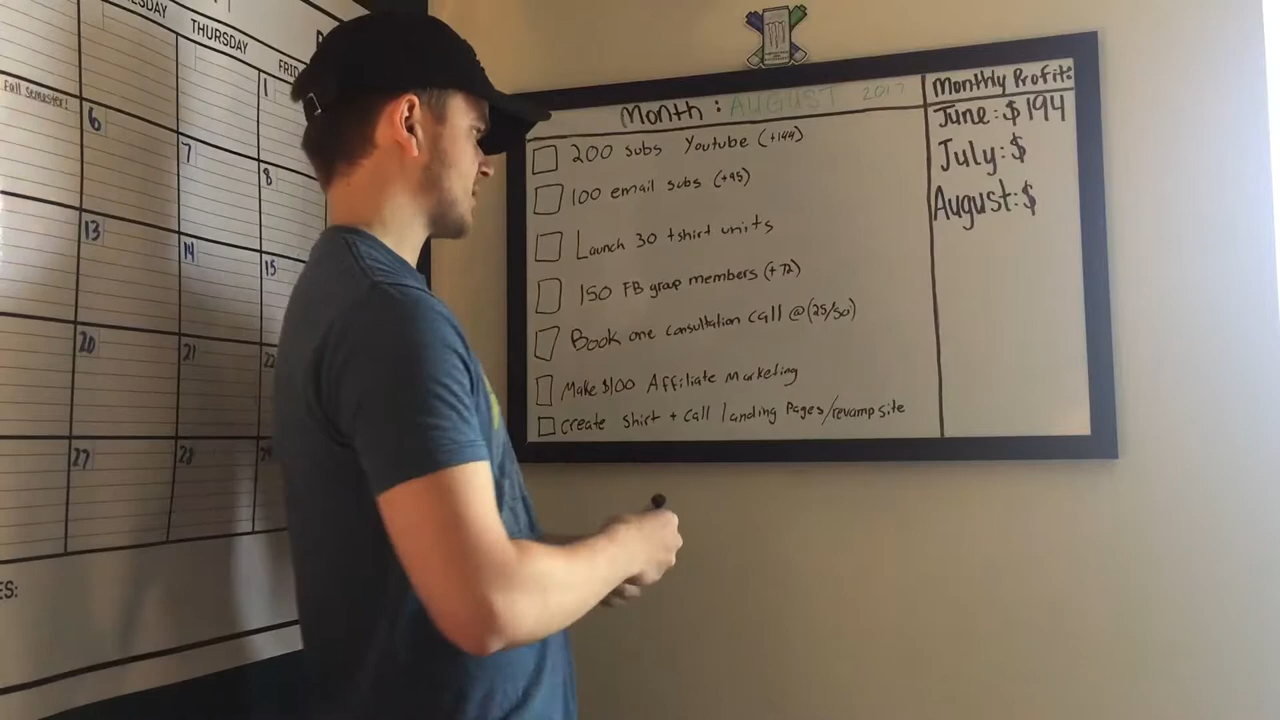 THURSDAY
Fall Semester!
1
6
7
8
13
14
15
20
21
22
27
28
29
Month: AUGUST 2017
200 subs Youtube (+144)
100 email subs (+95)
Launch 30 tshirt units
150 FB group members (+72)
Book one consultation call @ (25/50)
Make $100 Affiliate Marketing
create shirt + call landing Pages/revamp site
Monthly Profit:
June: $194
July: $
August: $